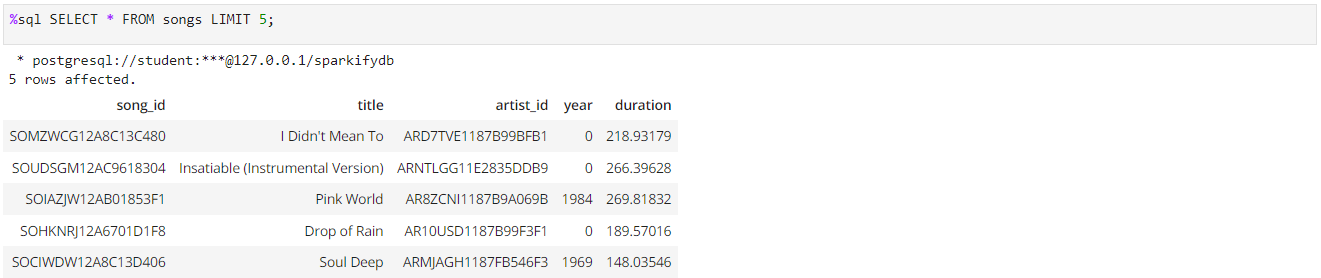 %sql SELECT * FROM songs LIMIT 5;
* postgresql://student:***@127.0.0.1/sparkifydb
5 rows affected.
song_id title artist_id year duration
SOMZWCG12A8C13C480 I Didn't Mean To ARD7TVE1187B99BFB1 0 218.93179
SOUDSGM12AC9618304 Insatiable (Instrumental Version) ARNTLGG11E2835DDB9 0 266.39628
SOIAZJW12AB01853F1 Pink World AR8ZCNI1187B9A069B 1984 269.81832
SOHKNRJ12A6701D1F8 Drop of Rain AR10USD1187B99F3F1 0 189.57016
SOCIWDW12A8C13D406 Soul Deep ARMJAGH1187FB546F3 1969 148.03546